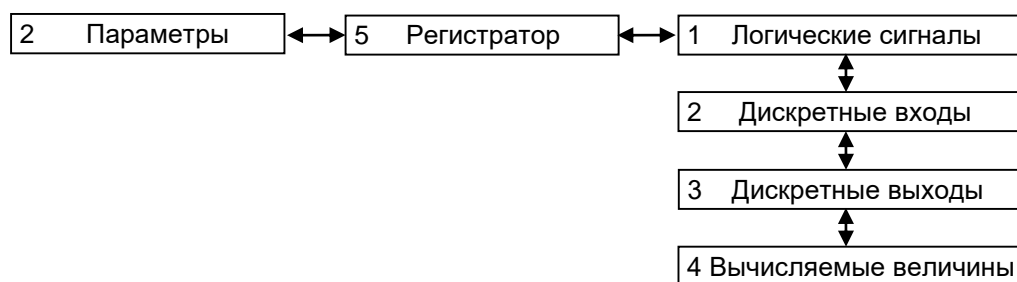 2 Параметры 5 Регистратор 1 Логические сигналы
2 Дискретные входы
3 Дискретные выходы
4 Вычисляемые величины